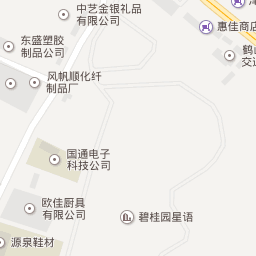 中艺金银礼品
有限公司
惠佳商店
东盛塑胶
制品公司
鹤山
交通
风帆顺化纤
制品厂
国通电子
科技公司
欧佳厨具
有限公司
碧桂园星语
源泉鞋材